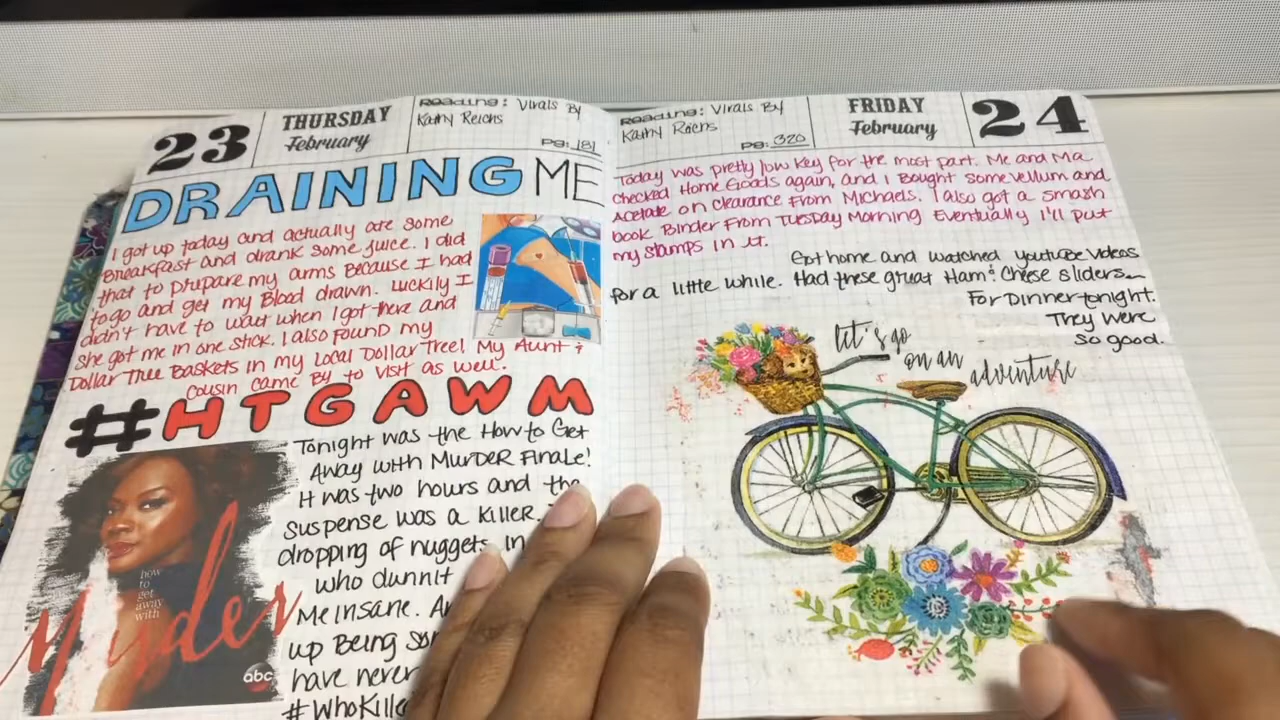 23
THURSDAY
February
Reading: Virals By
Kathy Reichs
pg: 181
DRAINING ME
I got up today and actually ate some
Breakfast and drank some juice. I did
that to prepare my arms Because I had
to go and get my Blood drawn. Luckily I
didn't have to wait when I got there and
She got me in one stick. I also found my
Dollar Tree Baskets in my Local Dollar Tree! My Aunt &
Cousin came By to visit as well.
#HTGAWM
Tonight was the How to Get
Away with Murder Finale!
It was two hours and the
suspense was a killer.
dropping of nuggets in
who dunnit
Me insane.
up Being
have never
#WhoKille
how
to
get
away
with
Murder
abc
Reading: Virals By
Kathy Reichs
pg: 320
FRIDAY
February
24
Today was pretty low key for the most part. Me and Ma
checked Home Goods again, and I Bought some vellum and
Acetate on clearance from Michaels. I also got a smash
book Binder From Tuesday Morning Eventually I'll put
my stamps in it.
Got home and watched youtube Videos
for a little while. Had these great Ham & Cheese sliders
For Dinner tonight.
They were
so good.
let's go
on an
adventure